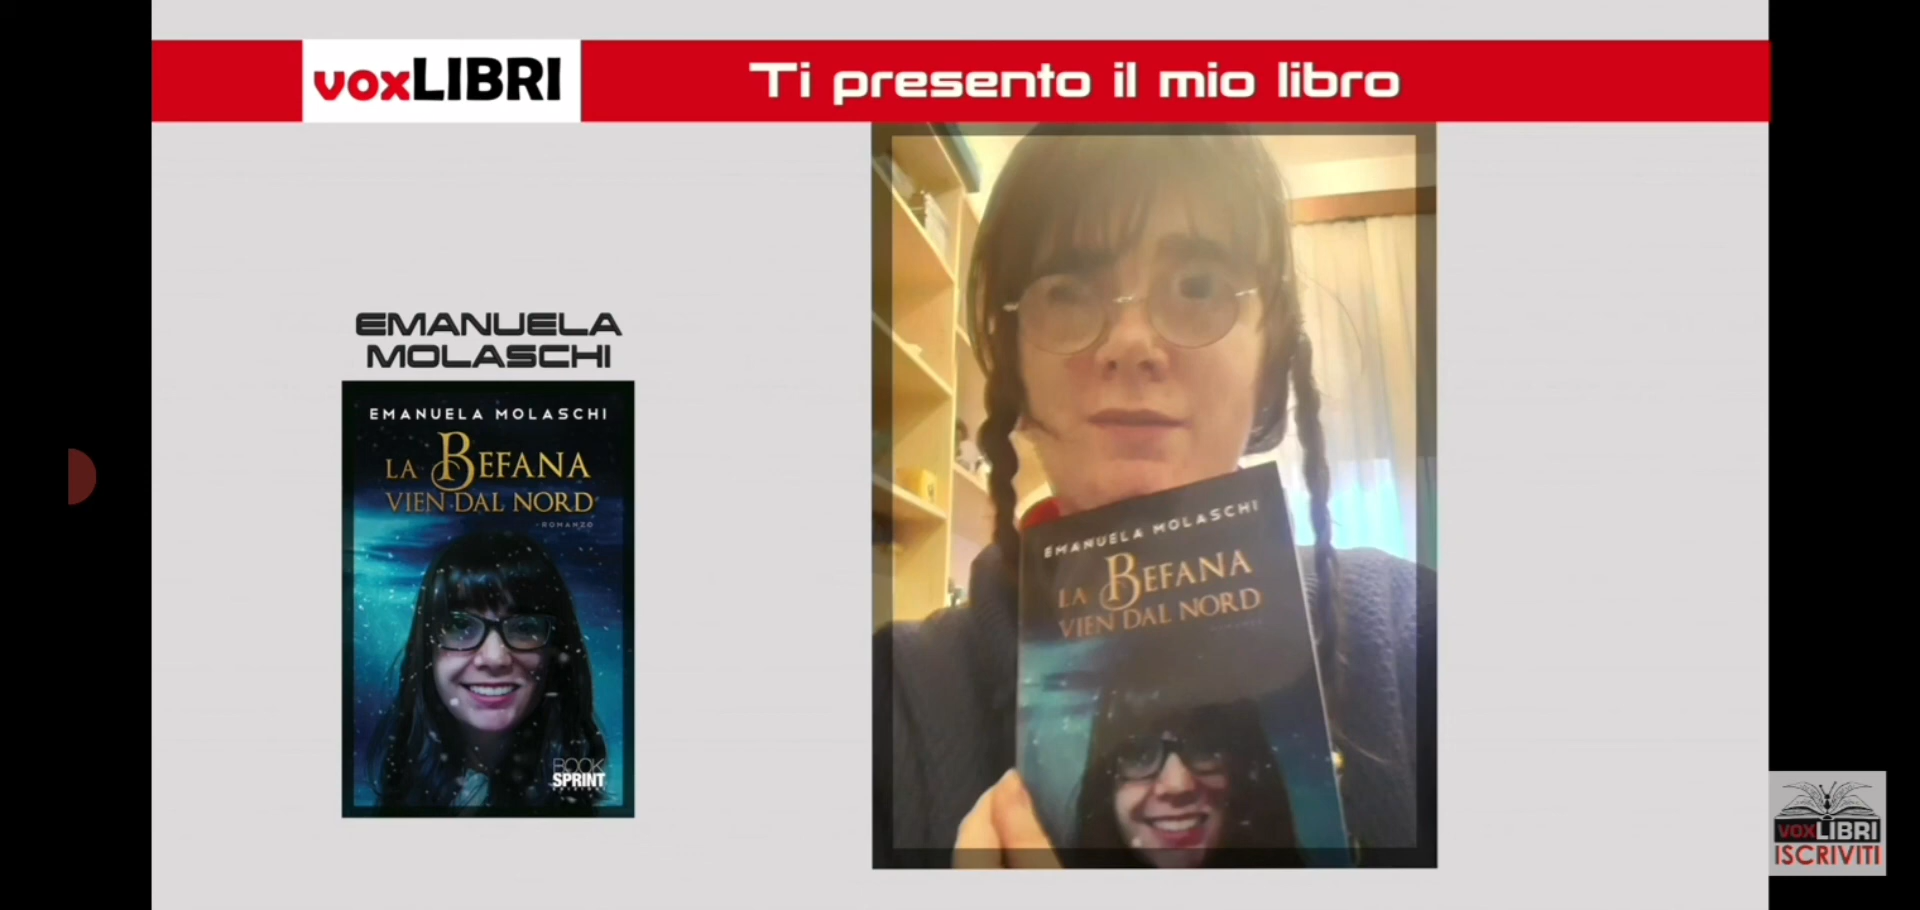 voxLIBRI
Ti presento il mio libro
EMANUELA
MOLASCHI
EMANUELA MOLASCHI
LA BEFANA
VIEN DAL NORD
-ROMANZO
BOOK
SPRINT
EMANUELA MOLASCHI
LA BEFANA
VIEN DAL NORD
voxLIBRI
ISCRIVITI